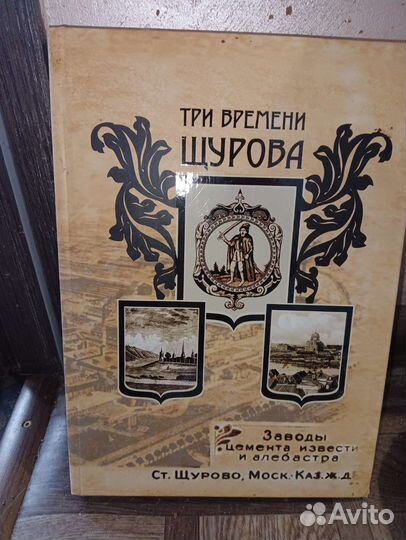 ТРИ ВРЕМЕНИ
ЩУРОВА
Заводы
цемента извести
и алебастра
Ст. Щурово, Моск. Каз. ж. д.
Avito